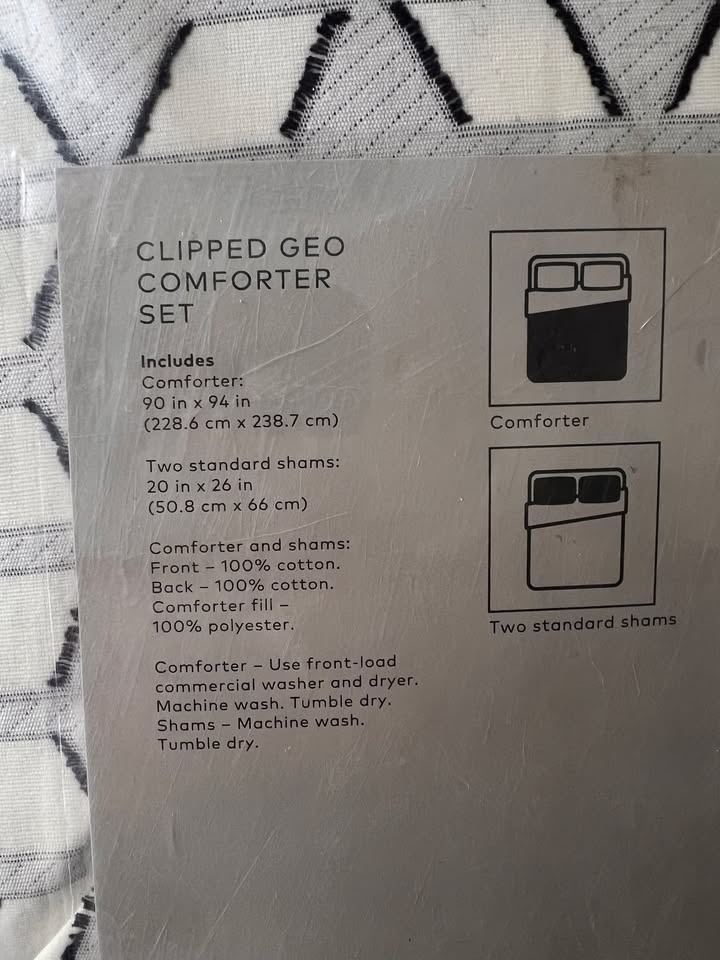 CLIPPED GEO
COMFORTER
SET
Includes
Comforter:
90 in x 94 in
(228.6 cm x 238.7 cm)
Two standard shams:
20 in x 26 in
(50.8 cm x 66 cm)
Comforter and shams:
Front – 100% cotton.
Back – 100% cotton.
Comforter fill –
100% polyester.
Comforter – Use front-load
commercial washer and dryer.
Machine wash. Tumble dry.
Shams – Machine wash.
Tumble dry.
Comforter
Two standard shams